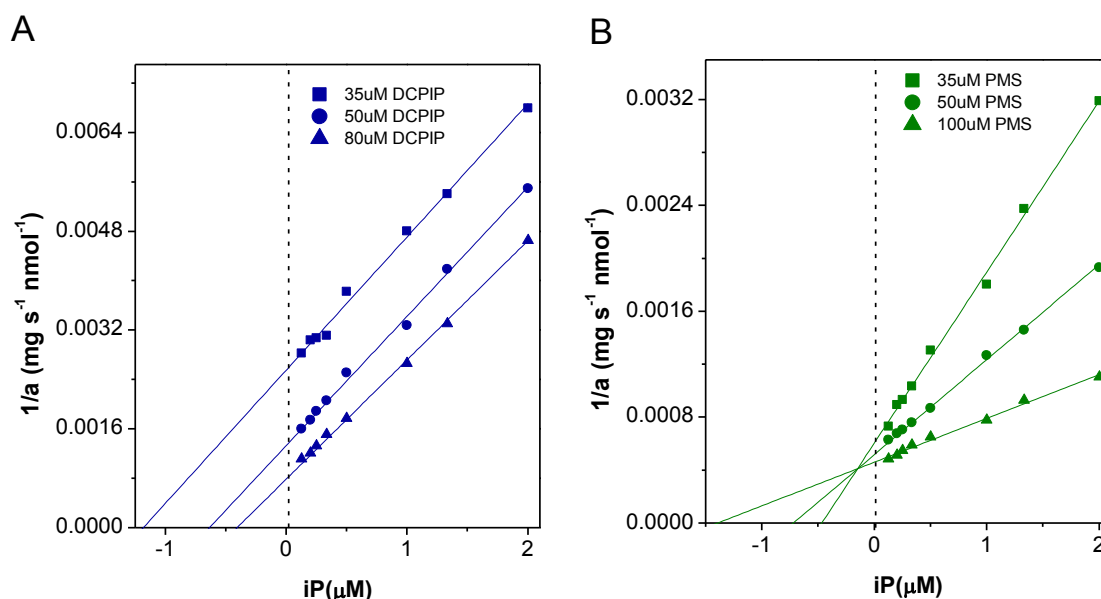 A
35uM DCPIP
50uM DCPIP
80uM DCPIP
0.0064
0.0048
0.0032
0.0016
0.0000
1/a (mg s⁻¹ nmol⁻¹)
-1 0 1 2
iP(μM)
B
35uM PMS
50uM PMS
100uM PMS
0.0032
0.0024
0.0016
0.0008
0.0000
1/a (mg s⁻¹ nmol⁻¹)
-1 0 1 2
iP(μM)